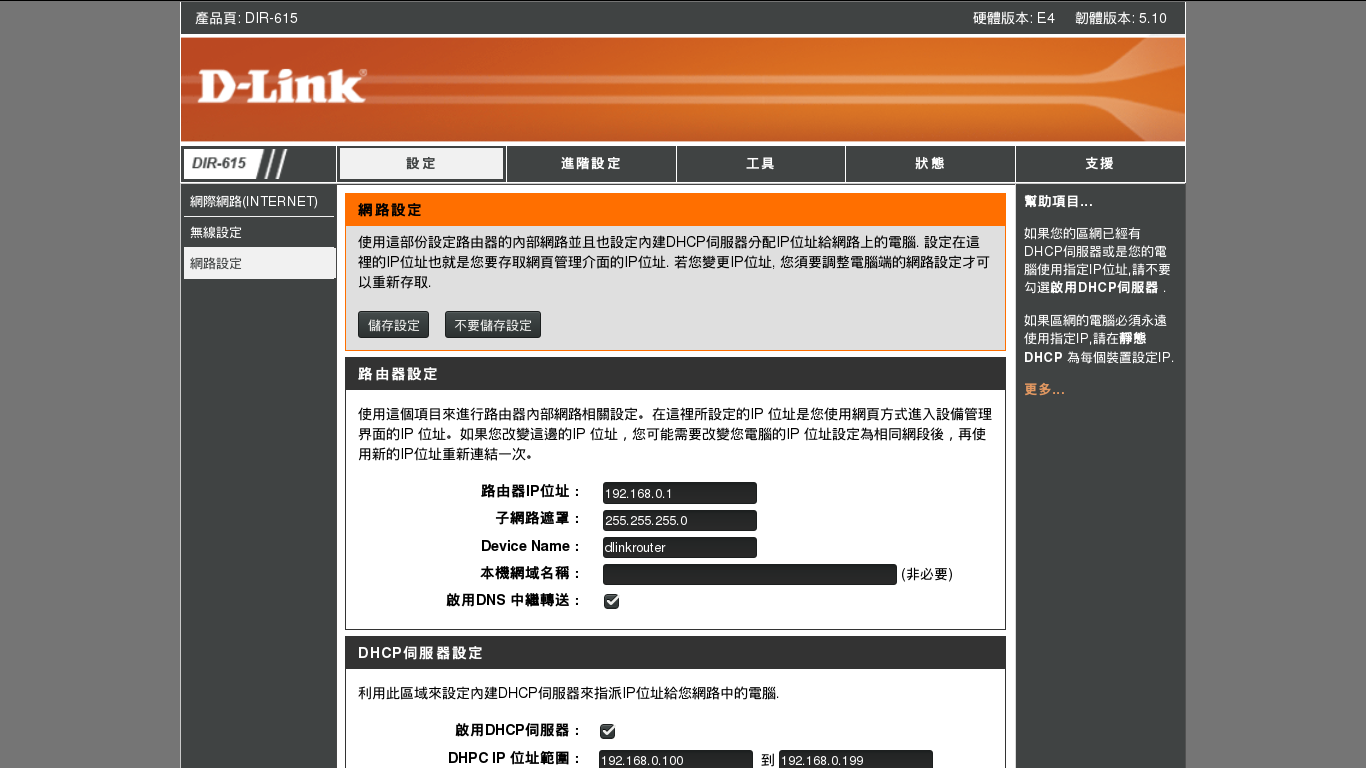 產品頁: DIR-615
硬體版本: E4 韌體版本: 5.10
D-Link®
DIR-615
設定
進階設定
工具
狀態
支援
網際網路(INTERNET)
無線設定
網路設定
網路設定
使用這部份設定路由器的內部網路並且也設定內建DHCP伺服器分配IP位址給網路上的電腦. 設定在這
裡的IP位址也就是您要存取網頁管理介面的IP位址. 若您變更IP位址, 您須要調整電腦端的網路設定才可
以重新存取.
儲存設定
不要儲存設定
路由器設定
使用這個項目來進行路由器內部網路相關設定。在這裡所設定的IP 位址是您使用網頁方式進入設備管理
界面的IP 位址。如果您改變這邊的IP 位址，您可能需要改變您電腦的IP 位址設定為相同網段後，再使
用新的IP位址重新連結一次。
路由器IP位址 : 192.168.0.1
子網路遮罩 : 255.255.255.0
Device Name : dlinkrouter
本機網域名稱 : (非必要)
啟用DNS 中繼轉送 :
DHCP伺服器設定
利用此區域來設定內建DHCP伺服器來指派IP位址給您網路中的電腦.
啟用DHCP伺服器 :
DHPC IP 位址範圍 : 192.168.0.100 到 192.168.0.199
幫助項目...
如果您的區網已經有
DHCP伺服器或是您的電
腦使用指定IP位址,請不要
勾選啟用DHCP伺服器 .
如果區網的電腦必須永遠
使用指定IP,請在靜態
DHCP 為每個裝置設定IP.
更多...